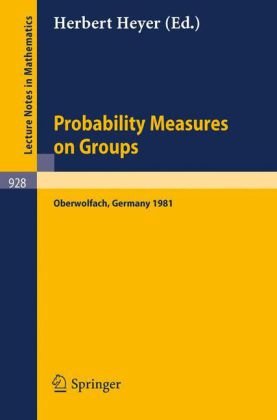 Lecture Notes in Mathematics
928
Herbert Heyer (Ed.)
Probability Measures
on Groups
Oberwolfach, Germany 1981
Springer